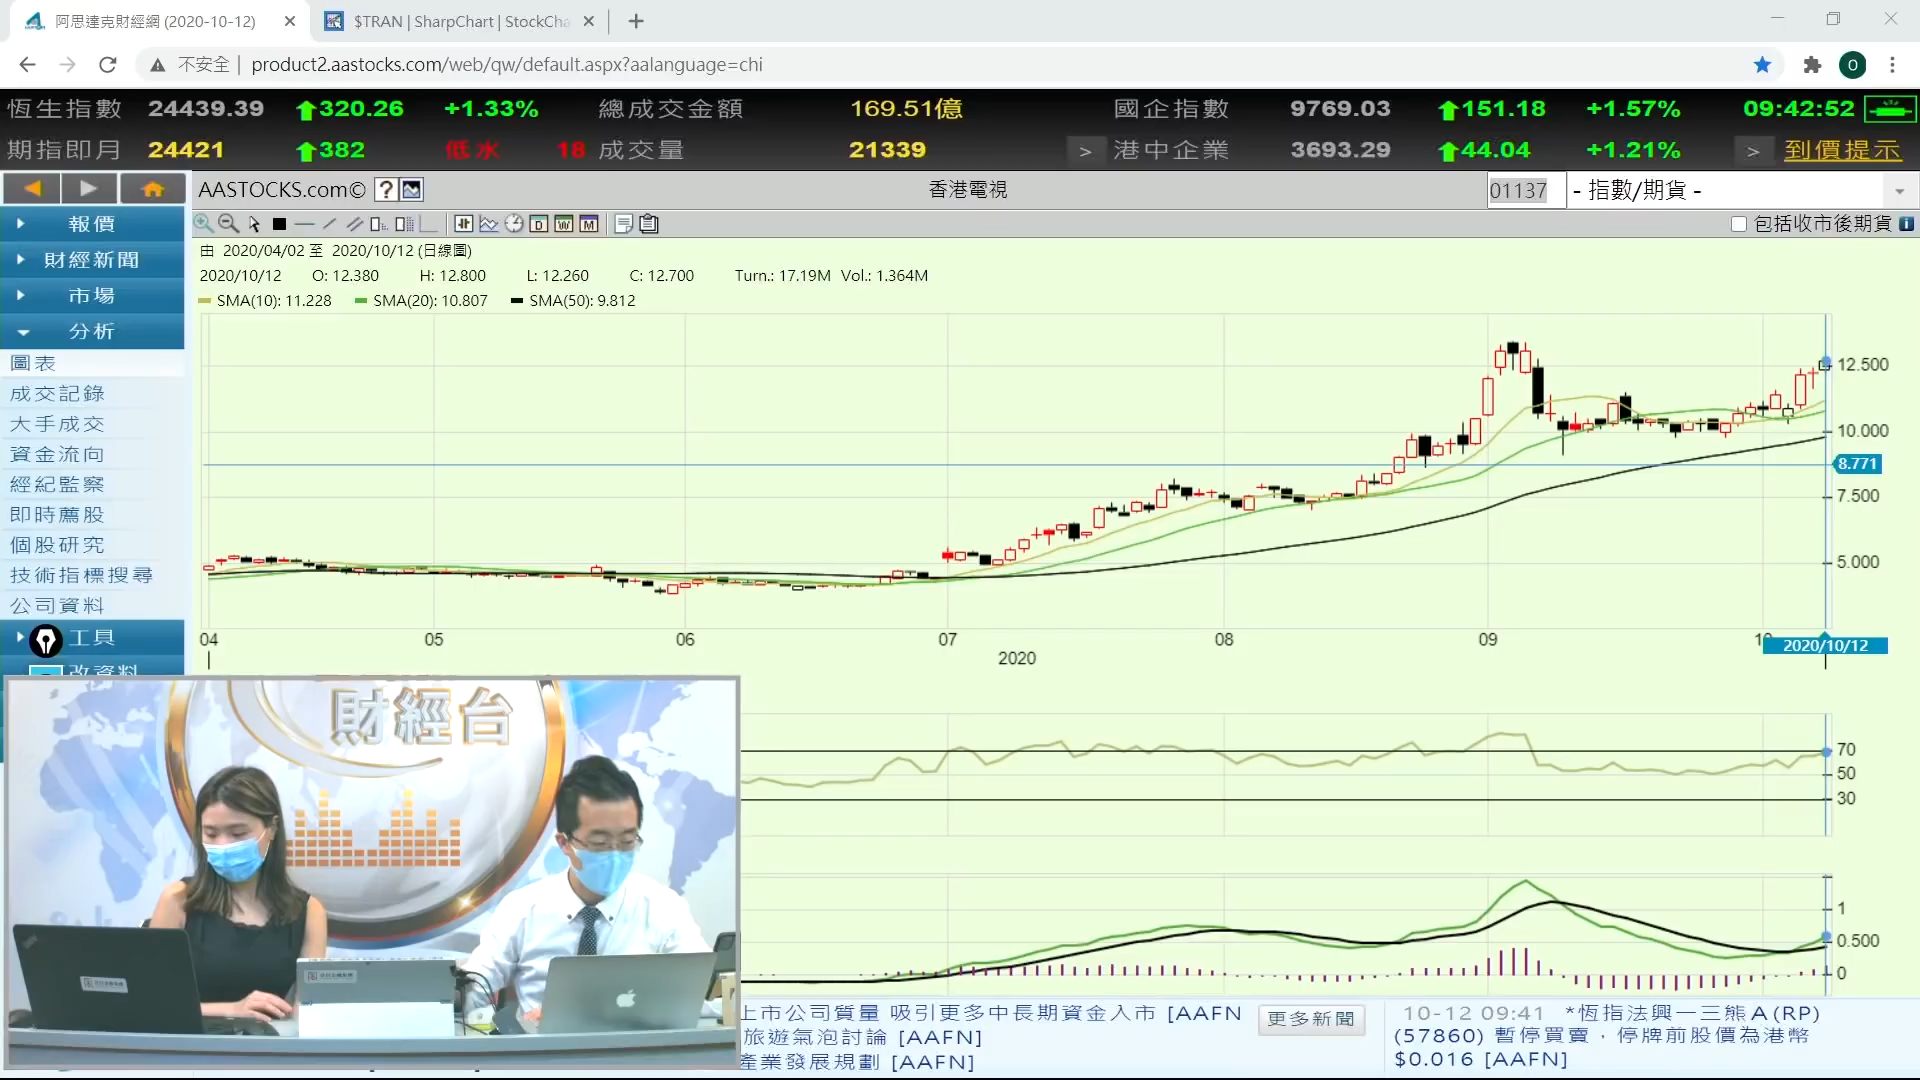 阿思達克財經網 (2020-10-12)
$TRAN | SharpChart | StockCha
不安全 | product2.aastocks.com/web/qw/default.aspx?aalanguage=chi
恆生指數 24439.39 320.26 +1.33% 總成交金額 169.51億 國企指數 9769.03 151.18 +1.57% 09:42:52
期指即月 24421 382 低水 18 成交量 21339 > 港中企業 3693.29 44.04 +1.21% > 到價提示
AASTOCKS.com© ? 香港電視 01137 - 指數/期貨 -
D W M 包括收市後期貨 i
報價
財經新聞
市場
分析
圖表
成交記錄
大手成交
資金流向
經紀監察
即時薦股
個股研究
技術指標搜尋
公司資料
工具
改資料
由 2020/04/02 至 2020/10/12 (日線圖)
2020/10/12 O: 12.380 H: 12.800 L: 12.260 C: 12.700 Turn.: 17.19M Vol.: 1.364M
SMA(10): 11.228 SMA(20): 10.807 SMA(50): 9.812
12.500
10.000
8.771
7.500
5.000
04 05 06 07 08 09 10
2020/10/12
2020
70
50
30
1
0.500
0
財經台
上市公司質量 吸引更多中長期資金入市 [AAFN
旅遊氣泡討論 [AAFN]
產業發展規劃 [AAFN]
更多新聞
10-12 09:41 *恆指法興一三熊A(RP)
(57860) 暫停買賣，停牌前股價為港幣
$0.016 [AAFN]